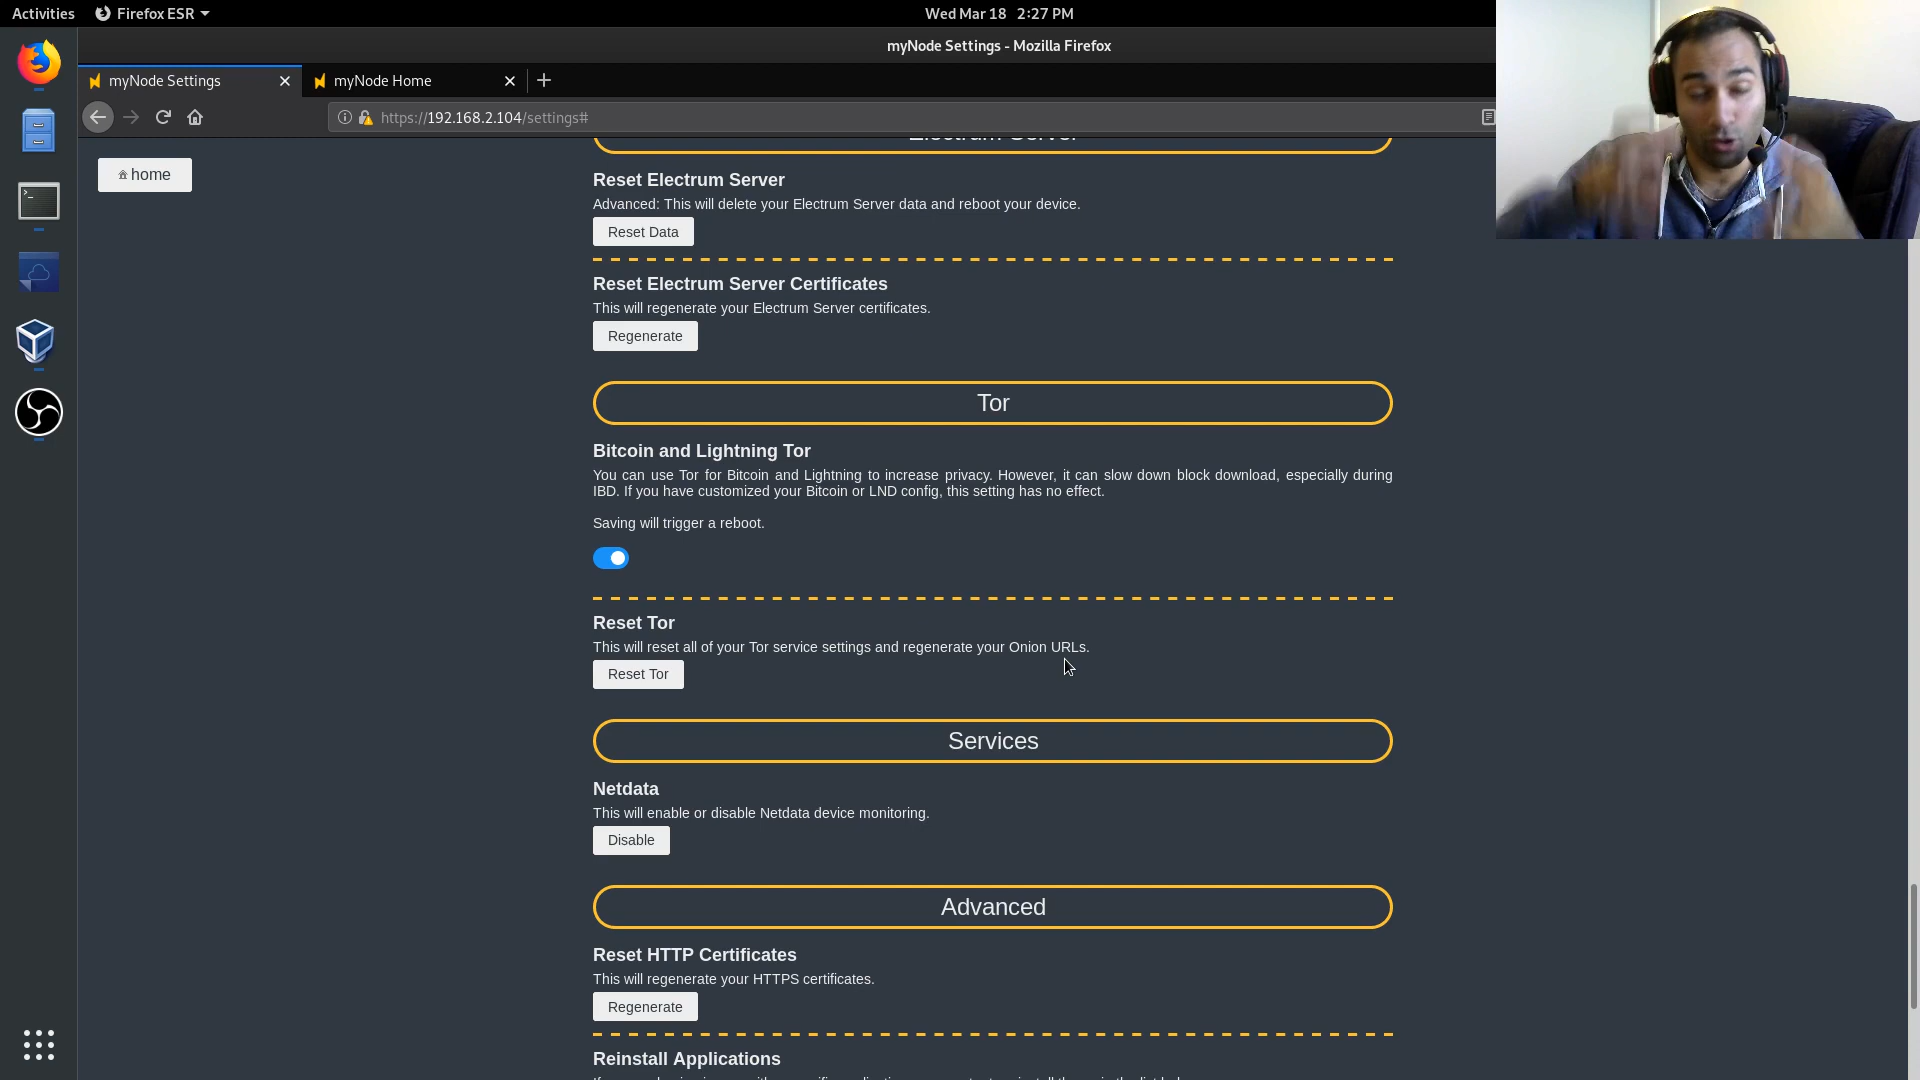 Activities
Firefox ESR
Wed Mar 18 2:27 PM
myNode Settings - Mozilla Firefox
myNode Settings
myNode Home
https://192.168.2.104/settings#
home
Electrum Server
Reset Electrum Server
Advanced: This will delete your Electrum Server data and reboot your device.
Reset Data
Reset Electrum Server Certificates
This will regenerate your Electrum Server certificates.
Regenerate
Tor
Bitcoin and Lightning Tor
You can use Tor for Bitcoin and Lightning to increase privacy. However, it can slow down block download, especially during
IBD. If you have customized your Bitcoin or LND config, this setting has no effect.
Saving will trigger a reboot.
Reset Tor
This will reset all of your Tor service settings and regenerate your Onion URLs.
Reset Tor
Services
Netdata
This will enable or disable Netdata device monitoring.
Disable
Advanced
Reset HTTP Certificates
This will regenerate your HTTPS certificates.
Regenerate
Reinstall Applications